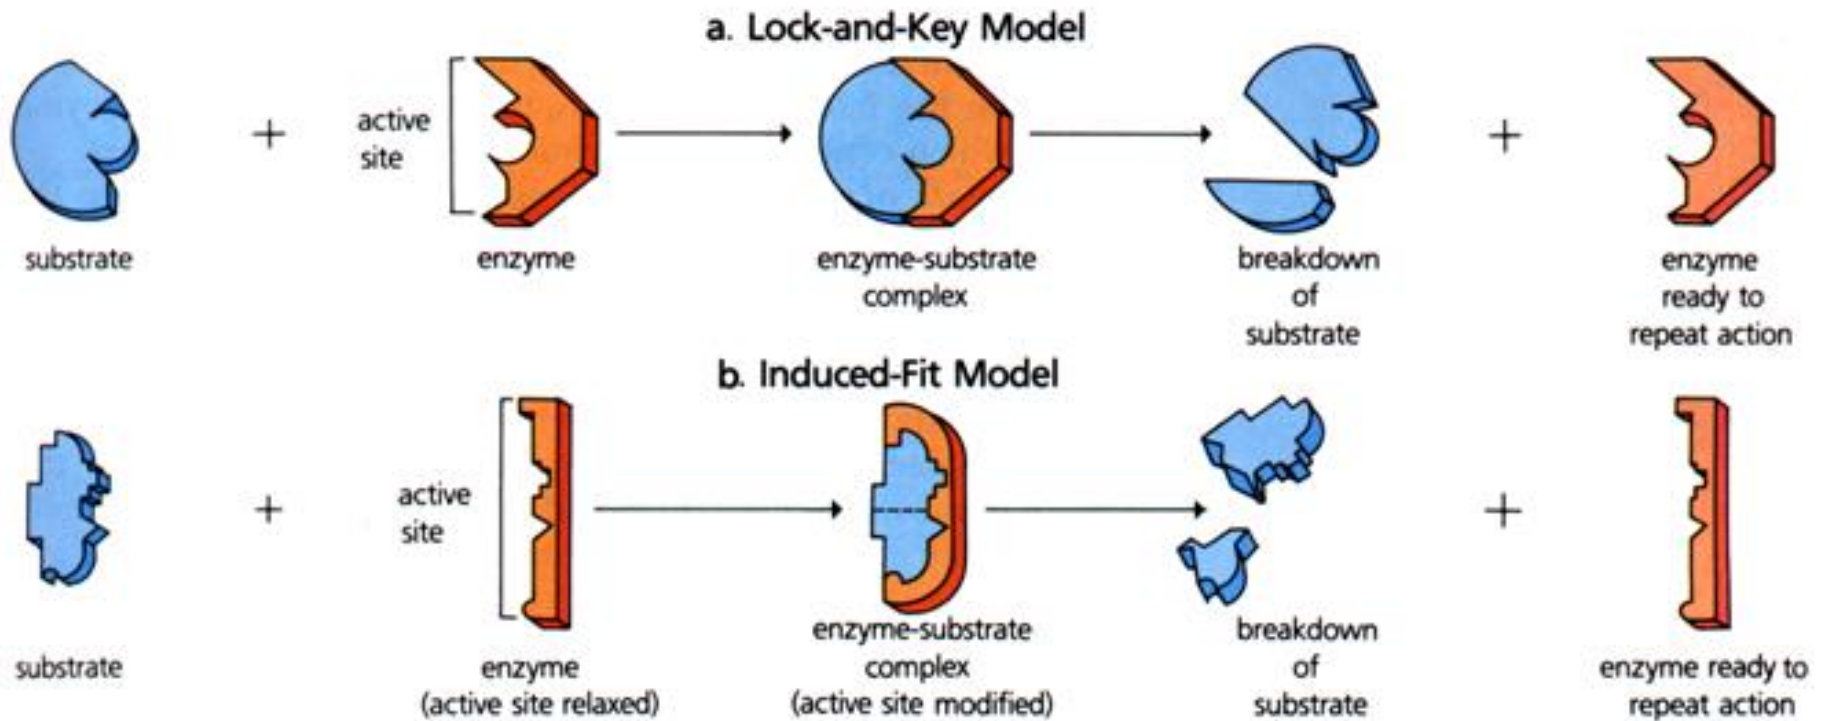 a. Lock-and-Key Model
+
active
site
+
substrate
enzyme
enzyme-substrate
complex
breakdown
of
substrate
enzyme
ready to
repeat action
b. Induced-Fit Model
+
active
site
+
substrate
enzyme
(active site relaxed)
enzyme-substrate
complex
(active site modified)
breakdown
of
substrate
enzyme ready to
repeat action